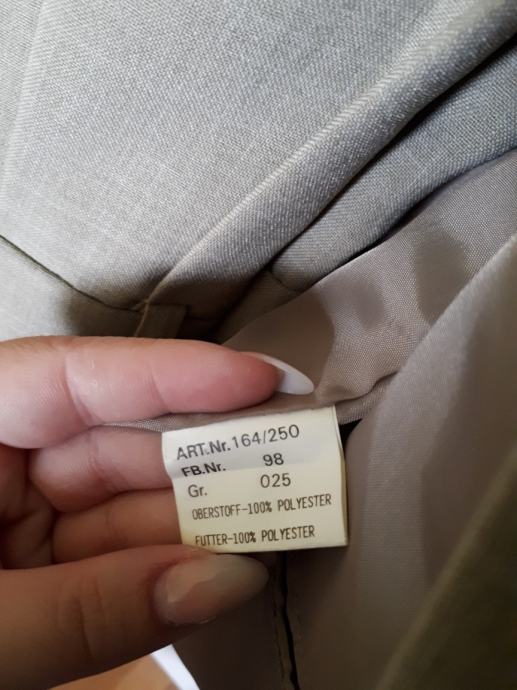 ART.Nr. 164/250
FB.Nr. 98
Gr. 025
OBERSTOFF-100% POLYESTER
FUTTER-100% POLYESTER